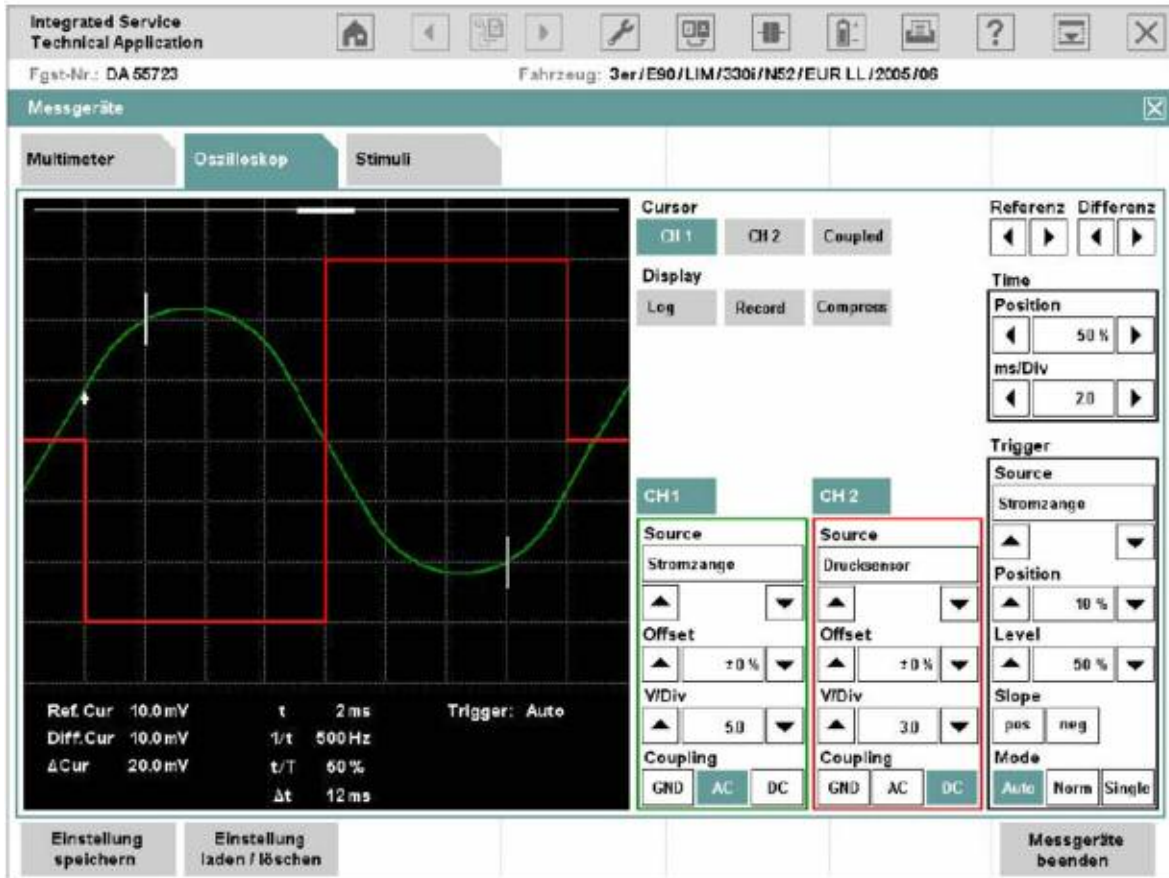 Integrated Service
Technical Application
?
Fgst-Nr.: DA 55723
Fahrzeug: 3er/E90/LIM/330i/N52/EUR LL/2005/06
Messgeräte
Multimeter
Oszilloskop
Stimuli
Cursor
CH 1
CH 2
Coupled
Referenz
Differenz
Display
Log
Record
Compress
Time
Position
50 %
ms/Div
2.0
Trigger
Source
Stromzange
Position
10 %
Level
50 %
Slope
pos
neg
Mode
Auto
Norm
Single
CH 1
Source
Stromzange
Offset
±0 %
V/Div
5.0
Coupling
GND
AC
DC
CH 2
Source
Drucksensor
Offset
±0 %
V/Div
3.0
Coupling
GND
AC
DC
Ref. Cur 10.0 mV
t 2 ms
Trigger: Auto
Diff.Cur 10.0 mV
1/t 500 Hz
ΔCur 20.0 mV
t/T 60 %
Δt 12 ms
Einstellung
speichern
Einstellung
laden / löschen
Messgeräte
beenden